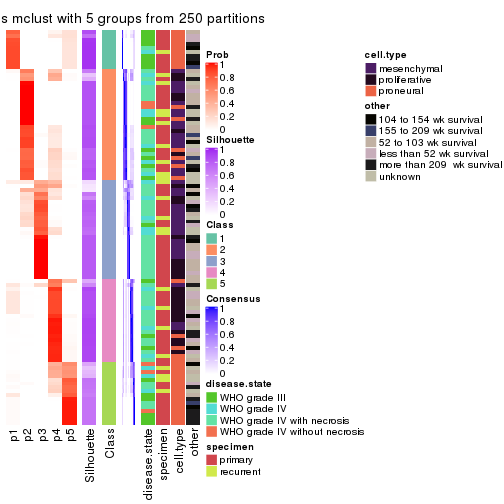 s mclust with 5 groups from 250 partitions
Prob
1
0.8
0.6
0.4
0.2
0
Silhouette
1
0.8
0.6
0.4
0.2
0
Class
1
2
3
4
5
Consensus
1
0.8
0.6
0.4
0.2
0
disease.state
WHO grade III
WHO grade IV
WHO grade IV with necrosis
WHO grade IV without necrosis
specimen
primary
recurrent
cell.type
mesenchymal
proliferative
proneural
other
104 to 154 wk survival
155 to 209 wk survival
52 to 103 wk survival
less than 52 wk survival
more than 209  wk survival
unknown
p1
p2
p3
p4
p5
Silhouette
Class
disease.state
specimen
cell.type
other